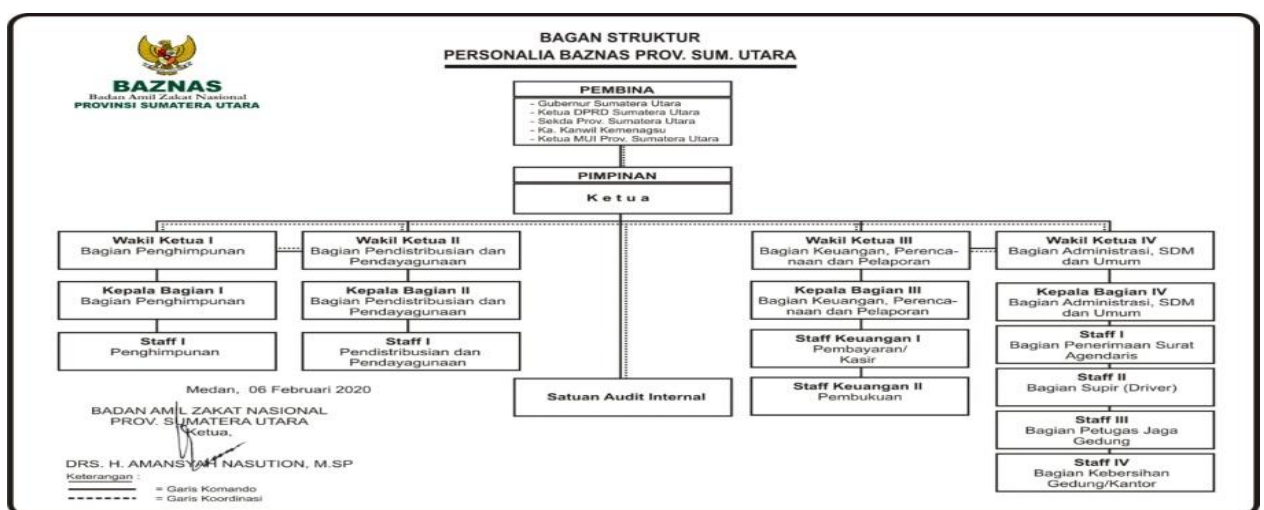 BAGAN STRUKTUR
PERSONALIA BAZNAS PROV. SUM. UTARA
BAZNAS
Badan Amil Zakat Nasional
PROVINSI SUMATERA UTARA
PEMBINA
- Gubernur Sumatera Utara
- Ketua DPRD Sumatera Utara
- Sekda Prov. Sumatera Utara
- Ka. Kanwil Kemenagsu
- Ketua MUI Prov. Sumatera Utara
PIMPINAN
Ketua
Wakil Ketua I
Bagian Penghimpunan
Wakil Ketua II
Bagian Pendistribusian dan
Pendayagunaan
Wakil Ketua III
Bagian Keuangan, Perenca-
naan dan Pelaporan
Wakil Ketua IV
Bagian Administrasi, SDM
dan Umum
Kepala Bagian I
Bagian Penghimpunan
Kepala Bagian II
Bagian Pendistribusian dan
Pendayagunaan
Kepala Bagian III
Bagian Keuangan, Perenca-
naan dan Pelaporan
Kepala Bagian IV
Bagian Administrasi, SDM
dan Umum
Staff I
Penghimpunan
Staff I
Pendistribusian dan
Pendayagunaan
Staff Keuangan I
Pembayaran/
Kasir
Staff I
Bagian Penerimaan Surat
Agendaris
Satuan Audit Internal
Staff Keuangan II
Pembukuan
Staff II
Bagian Supir (Driver)
Staff III
Bagian Petugas Jaga
Gedung
Staff IV
Bagian Kebersihan
Gedung/Kantor
Medan, 06 Februari 2020
BADAN AMIL ZAKAT NASIONAL
PROV. SUMATERA UTARA
Ketua,
DRS. H. AMANSYAH NASUTION, M.SP
Keterangan :
= Garis Komando
= Garis Koordinasi